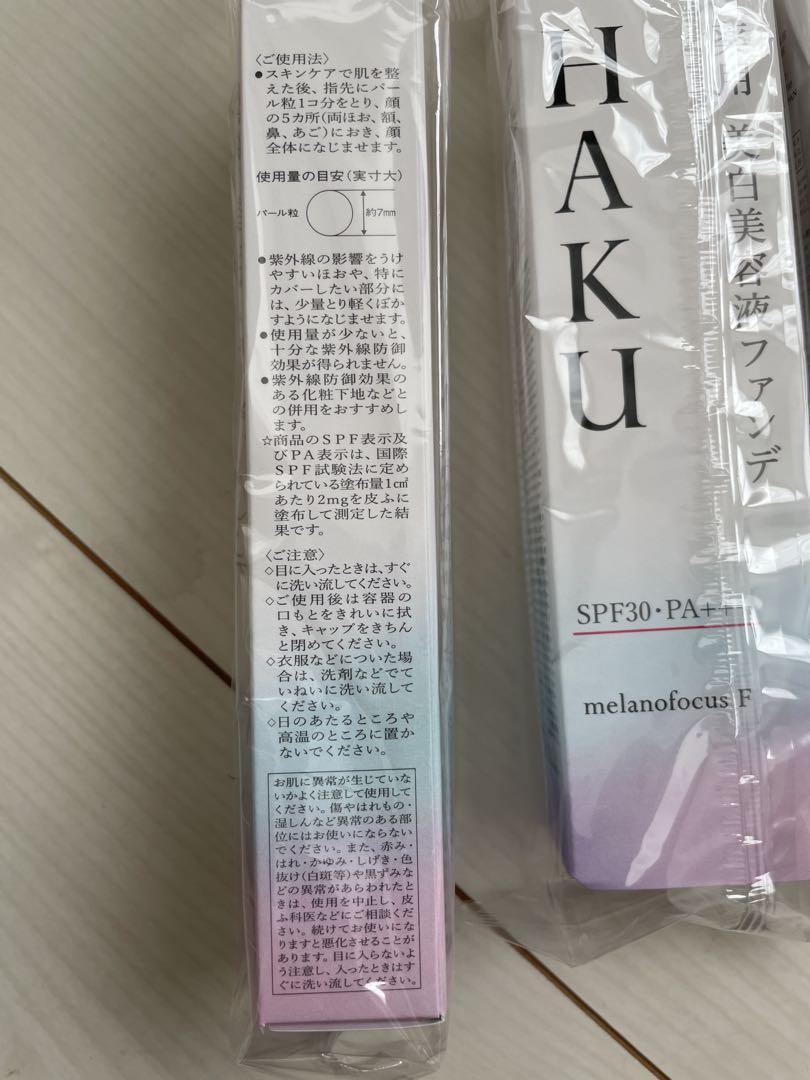 〈ご使用法〉
●スキンケアで肌を整
えた後、指先にパー
ル粒1コ分をとり、顔
の5カ所(両ほお、額、
鼻、あご)におき、顔
全体になじませます。
使用量の目安(実寸大)
パール粒
約7mm
●紫外線の影響をうけ
やすいほおや、特に
カバーしたい部分に
は、少量とり軽くぼか
すようになじませます。
●使用量が少ないと、
十分な紫外線防御
効果が得られません。
●紫外線防御効果の
ある化粧下地などと
の併用をおすすめし
ます。
☆商品のSPF表示及
びPA表示は、国際
SPF試験法に定め
られている塗布量1㎠
あたり2mgを皮ふに
塗布して測定した結
果です。
〈ご注意〉
◇目に入ったときは、すぐ
に洗い流してください。
◇ご使用後は容器の
口もとをきれいに拭
き、キャップをきちん
と閉めてください。
◇衣服などについた場
合は、洗剤などでて
いねいに洗い流して
ください。
◇日のあたるところや
高温のところに置か
ないでください。
お肌に異常が生じていな
いかよく注意して使用して
ください。傷やはれもの・
湿しんなど異常のある部
位にはお使いにならない
でください。また、赤み・
はれ・かゆみ・しげき・色
抜け(白斑等)や黒ずみな
どの異常があらわれたと
きは、使用を中止し、皮
ふ科医などにご相談くだ
さい。続けてお使いにな
りますと悪化させることが
あります。目に入らないよ
う注意し、入ったときはす
ぐに洗い流してください。
HAKU
薬用 美白美容液ファンデ
SPF30・PA++
melanofocus F